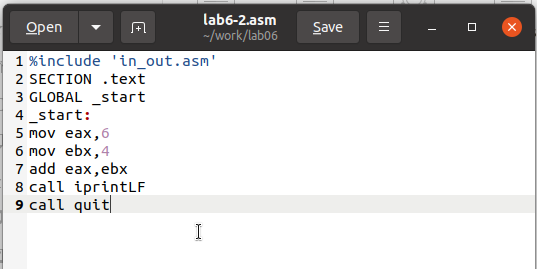 Open
lab6-2.asm
~/work/lab06
Save
1 %include 'in_out.asm'
2 SECTION .text
3 GLOBAL _start
4 _start:
5 mov eax,6
6 mov ebx,4
7 add eax,ebx
8 call iprintLF
9 call quit